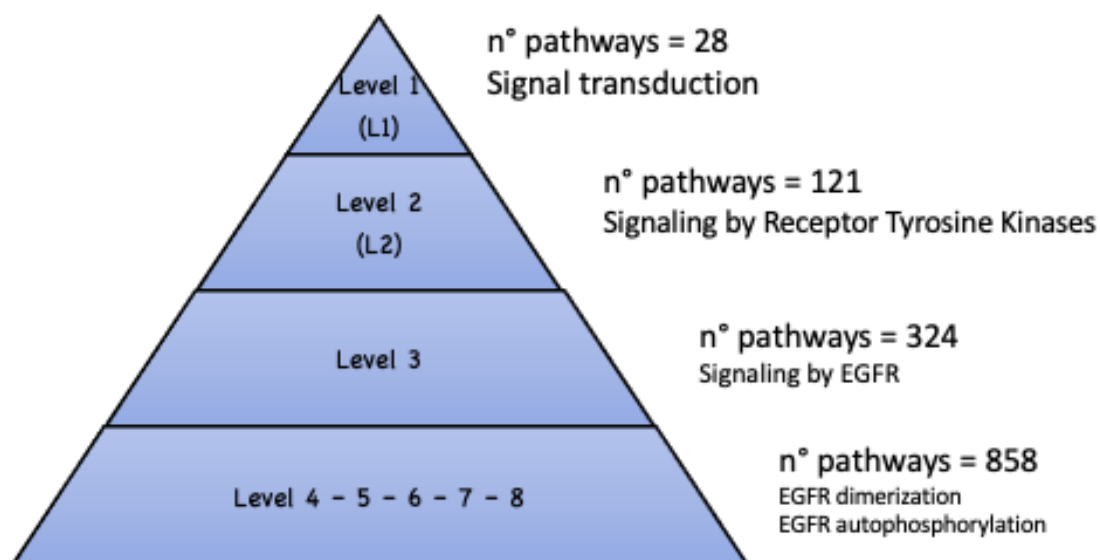 n° pathways = 28
Signal transduction
Level 1
(L1)
n° pathways = 121
Signaling by Receptor Tyrosine Kinases
Level 2
(L2)
n° pathways = 324
Signaling by EGFR
Level 3
n° pathways = 858
EGFR dimerization
EGFR autophosphorylation
Level 4 - 5 - 6 - 7 - 8